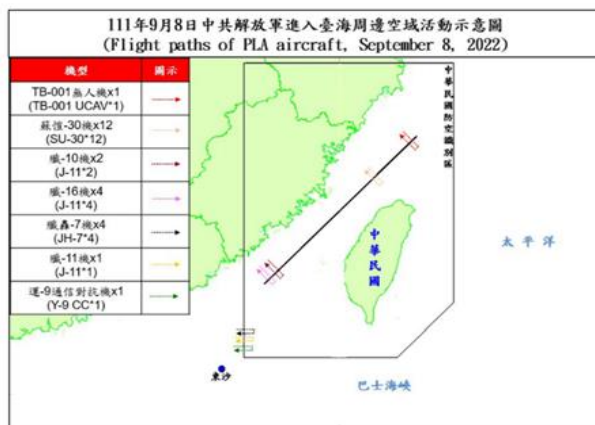 111年9月8日中共解放軍進入臺海周邊空域活動示意圖
(Flight paths of PLA aircraft, September 8, 2022)
機型 圖示
TB-001無人機x1
(TB-001 UCAV*1)
蘇愷-30機x12
(SU-30*12)
殲-10機x2
(J-11*2)
殲-16機x4
(J-11*4)
殲轟-7機x4
(JH-7*4)
殲-11機x1
(J-11*1)
運-9通信對抗機x1
(Y-9 CC*1)
中華民國防空識別區
中華民國
太平洋
東沙
巴士海峽